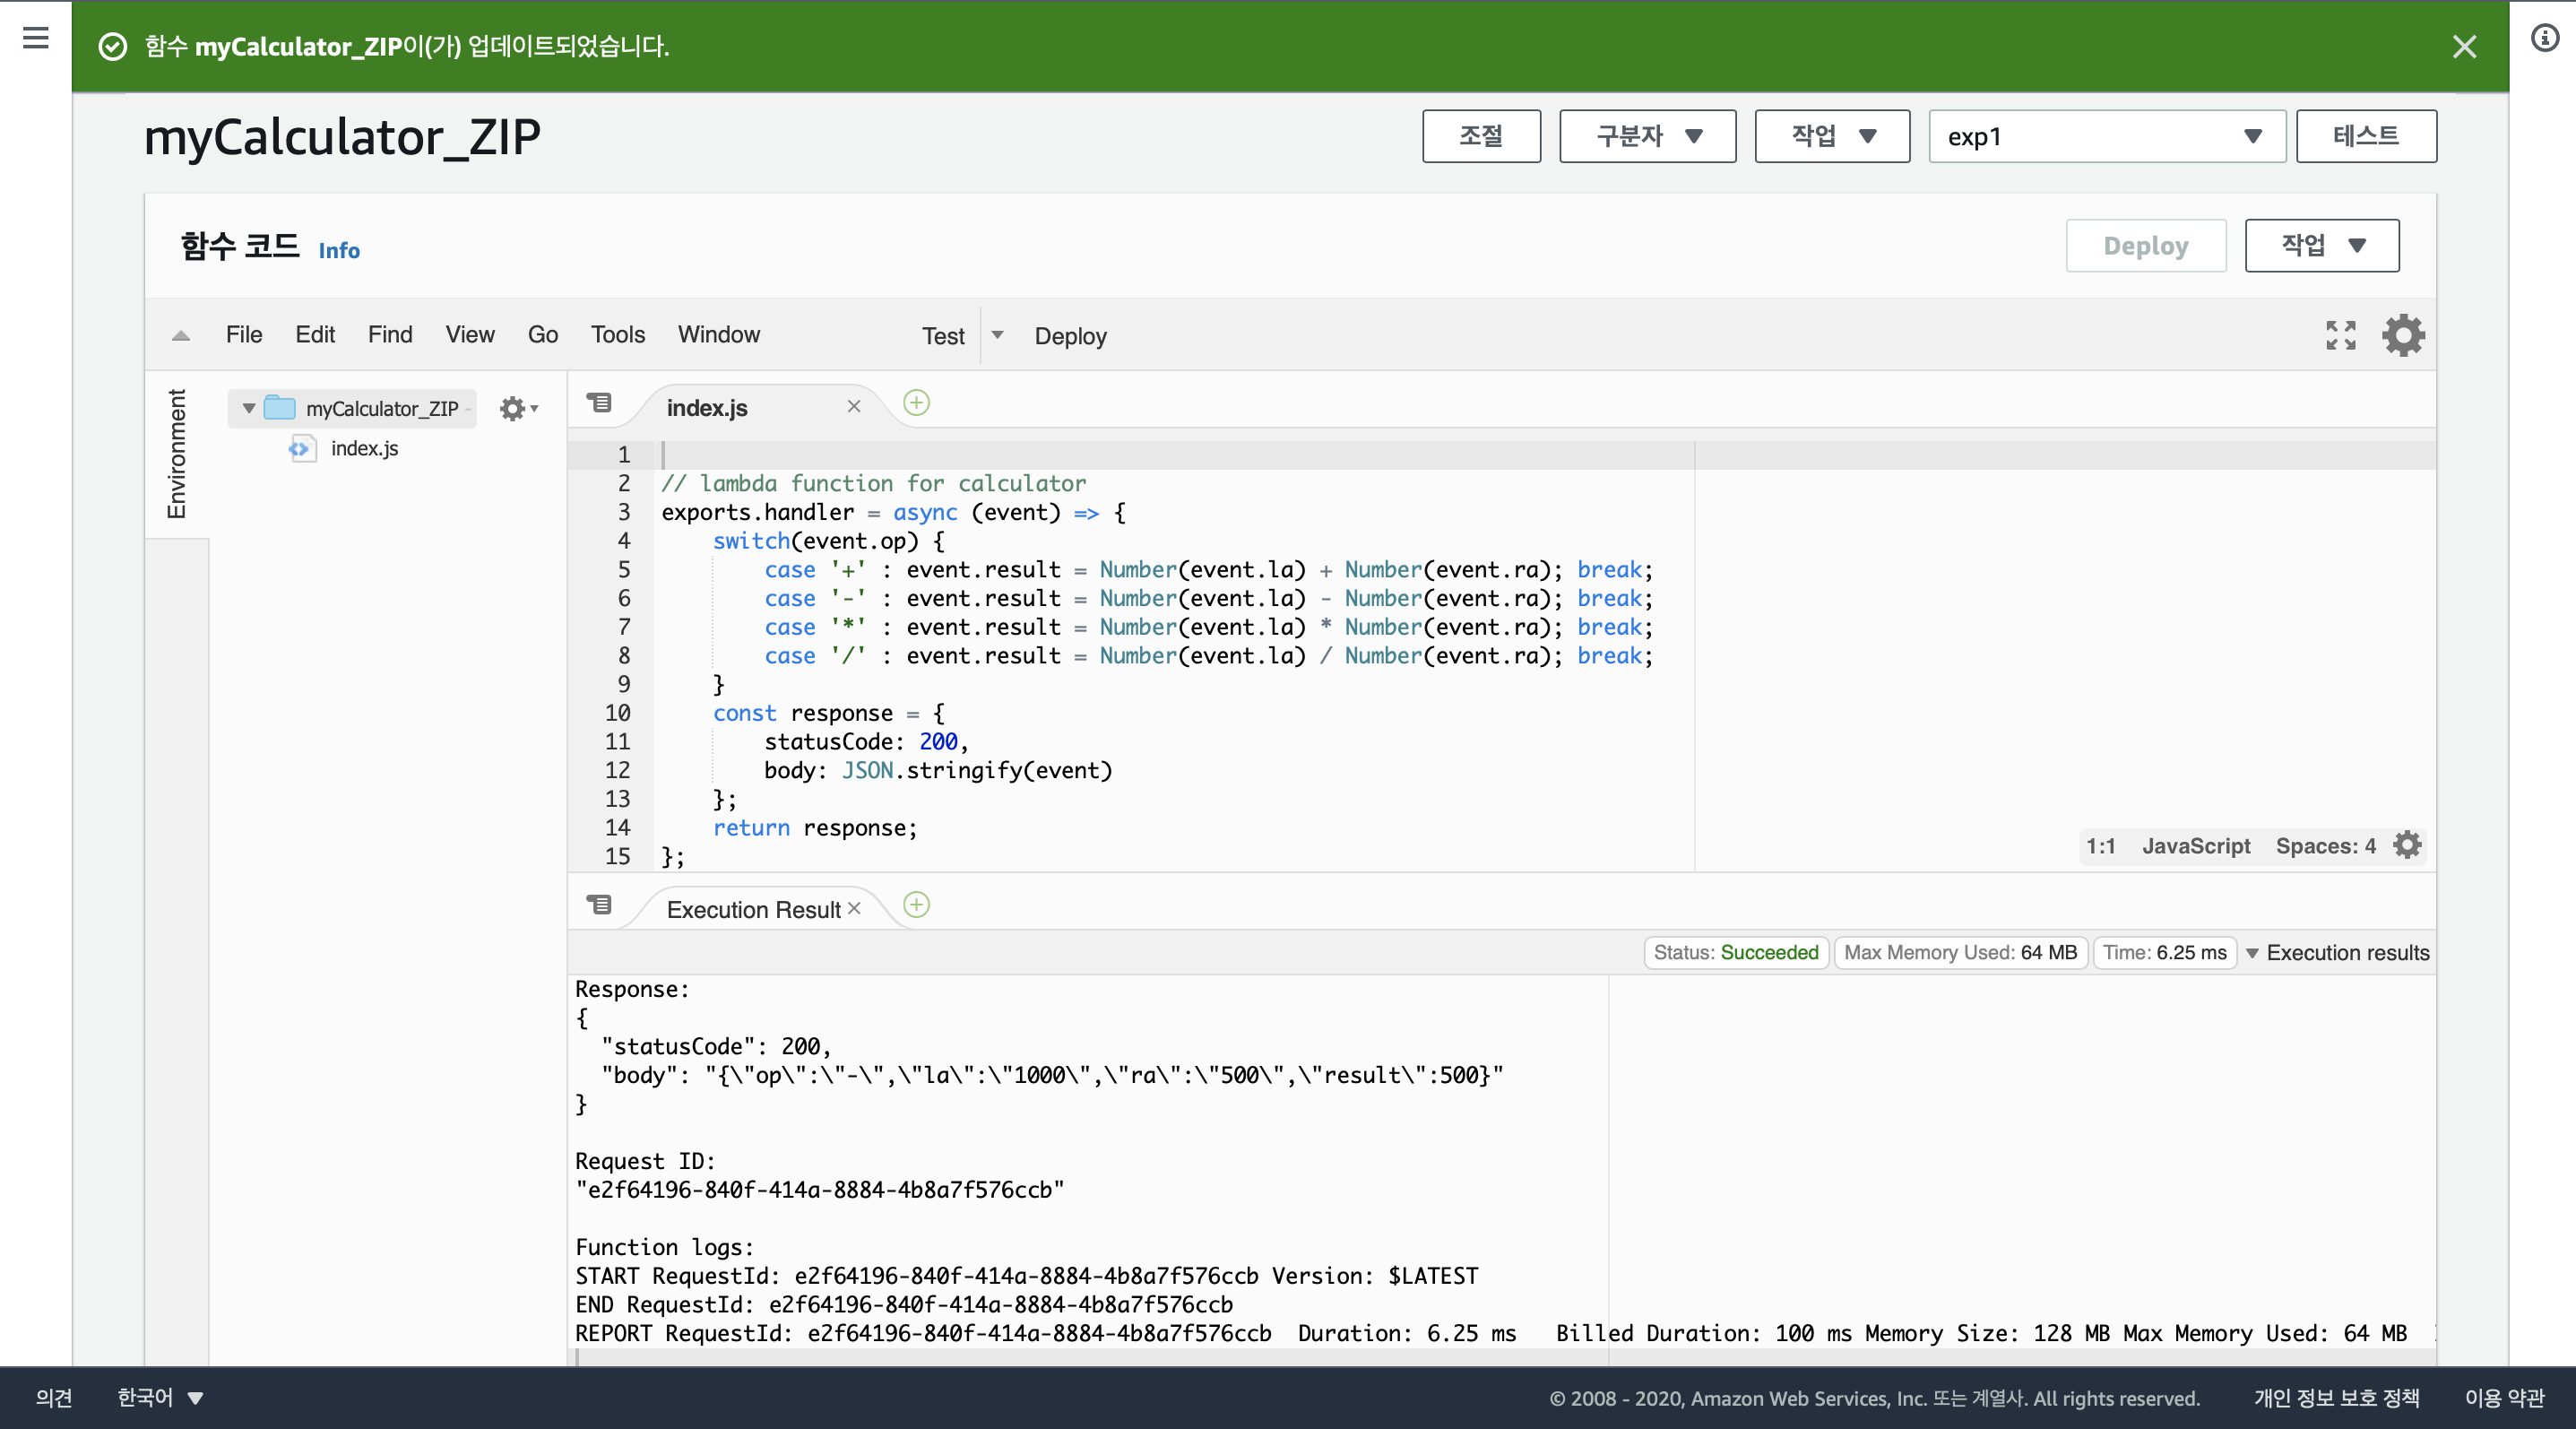 함수 myCalculator_ZIP이(가) 업데이트되었습니다.
myCalculator_ZIP
조절 구분자 작업 exp1 테스트
함수 코드 Info
Deploy 작업
File Edit Find View Go Tools Window Test Deploy
Environment
myCalculator_ZIP -
index.js
index.js
1
2 // lambda function for calculator
3 exports.handler = async (event) => {
4     switch(event.op) {
5         case '+' : event.result = Number(event.la) + Number(event.ra); break;
6         case '-' : event.result = Number(event.la) - Number(event.ra); break;
7         case '*' : event.result = Number(event.la) * Number(event.ra); break;
8         case '/' : event.result = Number(event.la) / Number(event.ra); break;
9     }
10     const response = {
11         statusCode: 200,
12         body: JSON.stringify(event)
13     };
14     return response;
15 };
1:1 JavaScript Spaces: 4
Execution Result
Status: Succeeded Max Memory Used: 64 MB Time: 6.25 ms Execution results
Response:
{
  "statusCode": 200,
  "body": "{\"op\":\"-\",\"la\":\"1000\",\"ra\":\"500\",\"result\":500}"
}
Request ID:
"e2f64196-840f-414a-8884-4b8a7f576ccb"
Function logs:
START RequestId: e2f64196-840f-414a-8884-4b8a7f576ccb Version: $LATEST
END RequestId: e2f64196-840f-414a-8884-4b8a7f576ccb
REPORT RequestId: e2f64196-840f-414a-8884-4b8a7f576ccb  Duration: 6.25 ms   Billed Duration: 100 ms Memory Size: 128 MB Max Memory Used: 64 MB
의견 한국어 © 2008 - 2020, Amazon Web Services, Inc. 또는 계열사. All rights reserved. 개인 정보 보호 정책 이용 약관